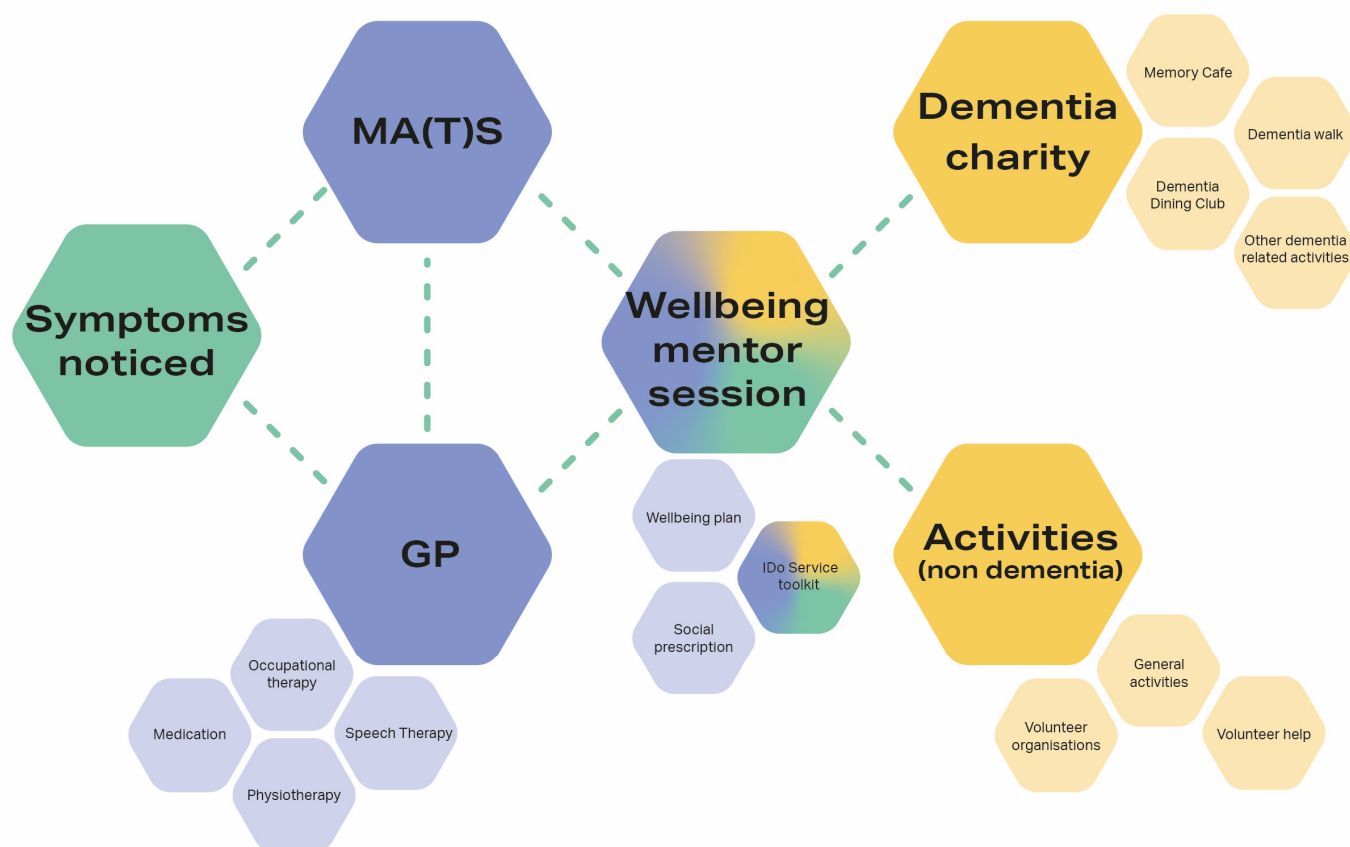 MA(T)S
Dementia
charity
Memory Cafe
Dementia walk
Dementia
Dining Club
Other dementia
related activities
Symptoms
noticed
Wellbeing
mentor
session
GP
Wellbeing plan
IDo Service
toolkit
Social
prescription
Activities
(non dementia)
Occupational
therapy
Medication
Speech Therapy
Physiotherapy
General
activities
Volunteer
organisations
Volunteer help